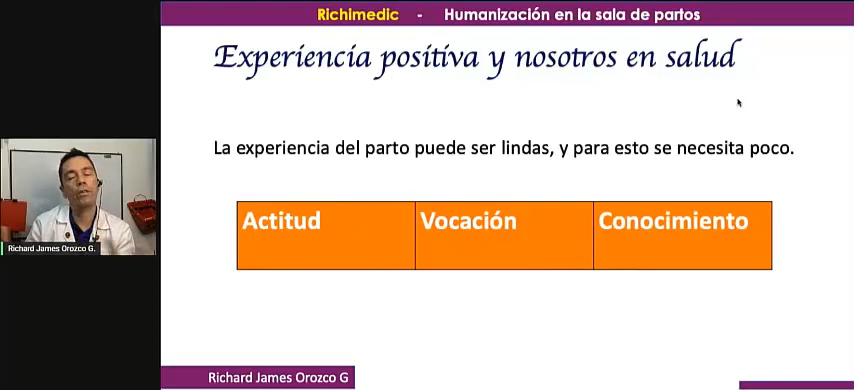 Richimedic - Humanización en la sala de partos
Experiencia positiva y nosotros en salud
La experiencia del parto puede ser lindas, y para esto se necesita poco.
Actitud Vocación Conocimiento
Richard James Orozco G.
Richard James Orozco G